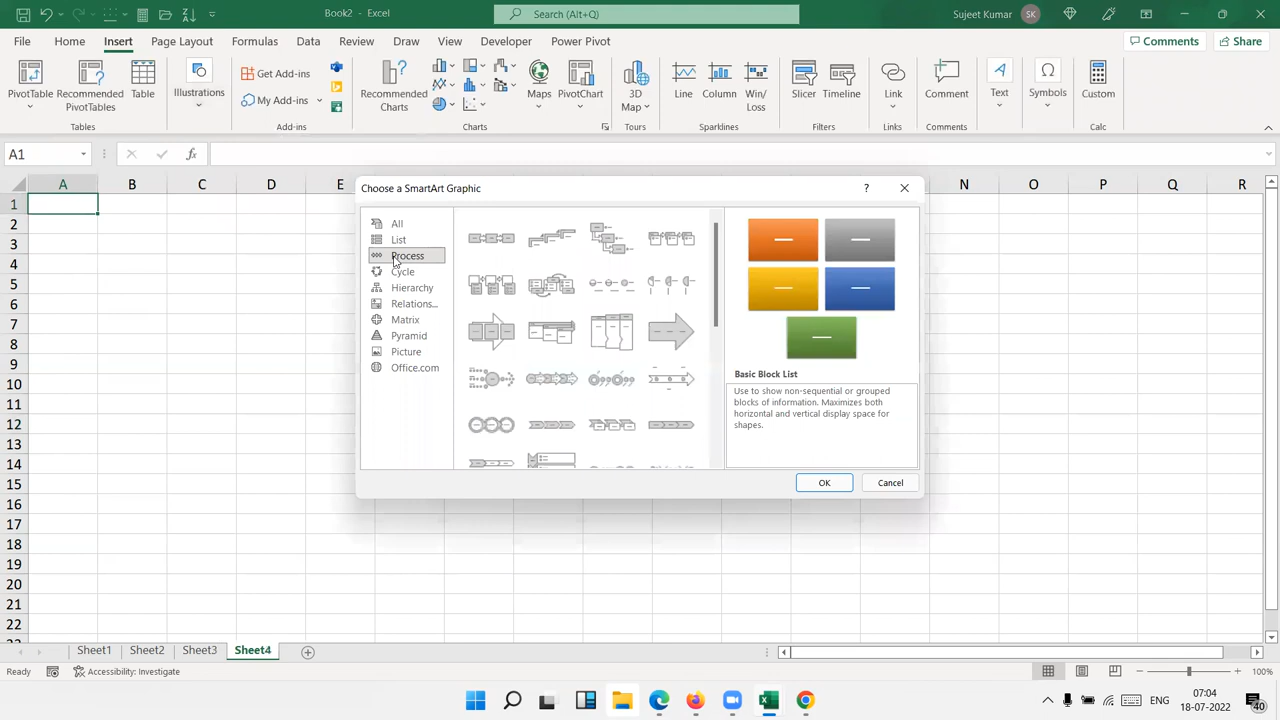 Book2 - Excel
Search (Alt+Q)
Sujeet Kumar
SK
File
Home
Insert
Page Layout
Formulas
Data
Review
View
Draw
Developer
Power Pivot
Comments
Share
PivotTable
Recommended
PivotTables
Table
Illustrations
Get Add-ins
My Add-ins
Recommended
Charts
Maps
PivotChart
3D
Map
Line
Column
Win/
Loss
Slicer
Timeline
Link
Comment
Text
Symbols
Custom
Tables
Add-ins
Charts
Tours
Sparklines
Filters
Links
Comments
Calc
A1
fx
A B C D E N O P Q R
1
2
3
4
5
6
7
8
9
10
11
12
13
14
15
16
17
18
19
20
21
22
Choose a SmartArt Graphic
?
All
List
Process
Cycle
Hierarchy
Relations...
Matrix
Pyramid
Picture
Office.com
Basic Block List
Use to show non-sequential or grouped
blocks of information. Maximizes both
horizontal and vertical display space for
shapes.
OK
Cancel
Sheet1
Sheet2
Sheet3
Sheet4
Ready
Accessibility: Investigate
100%
ENG
07:04
18-07-2022
40